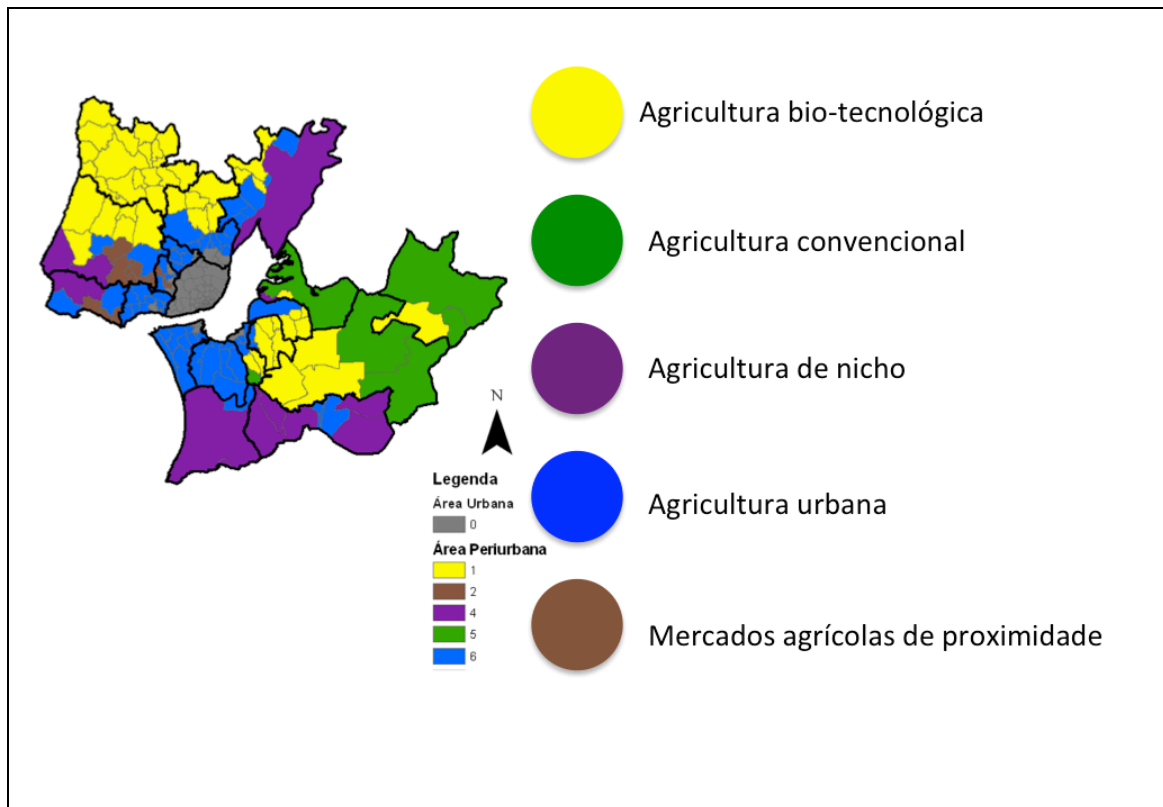 Agricultura bio-tecnológica
Agricultura convencional
Agricultura de nicho
Agricultura urbana
Mercados agrícolas de proximidade
N
Legenda
Área Urbana
0
Área Periurbana
1
2
4
5
6